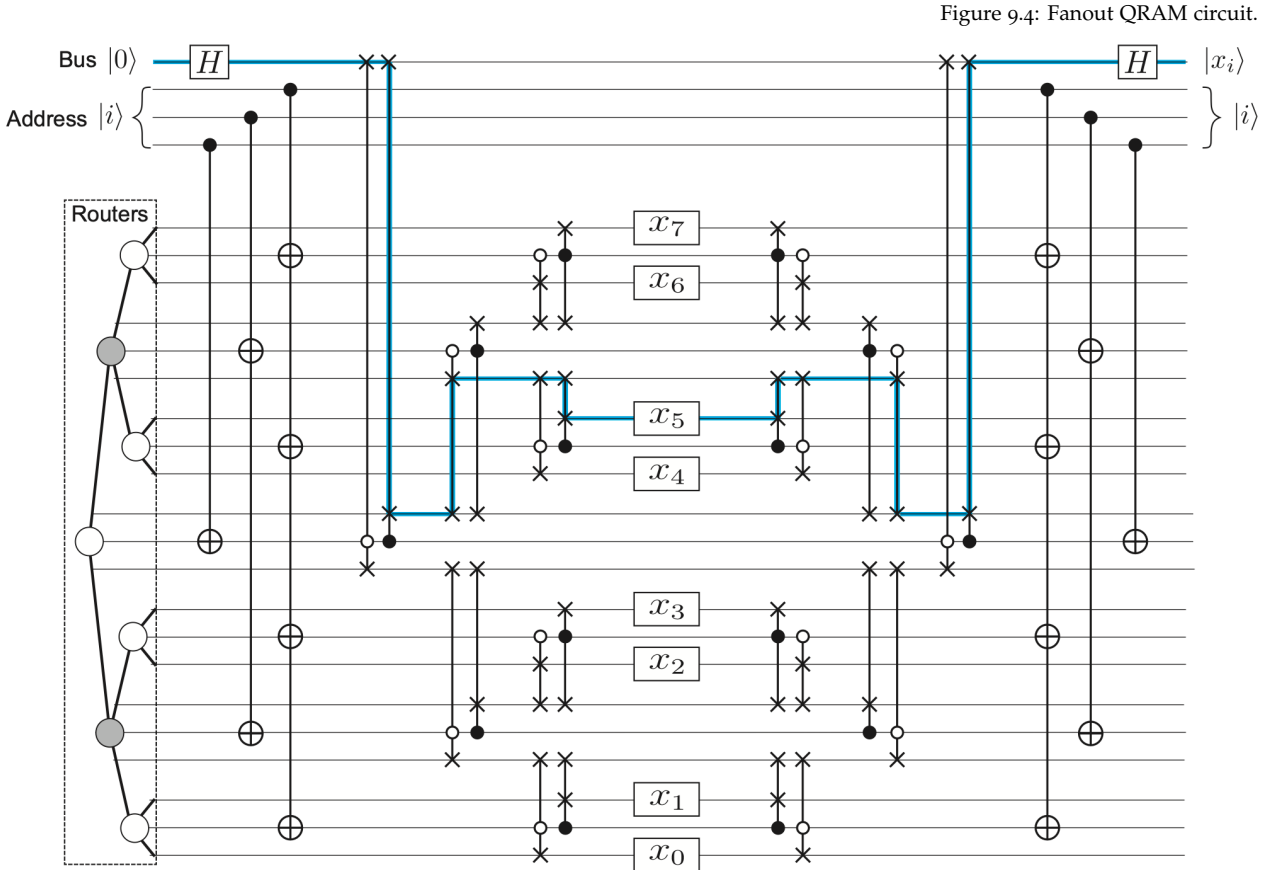 Figure 9.4: Fanout QRAM circuit.
Bus |0⟩ H H |x_i⟩
Address |i⟩ |i⟩
Routers
x_7
x_6
x_5
x_4
x_3
x_2
x_1
x_0